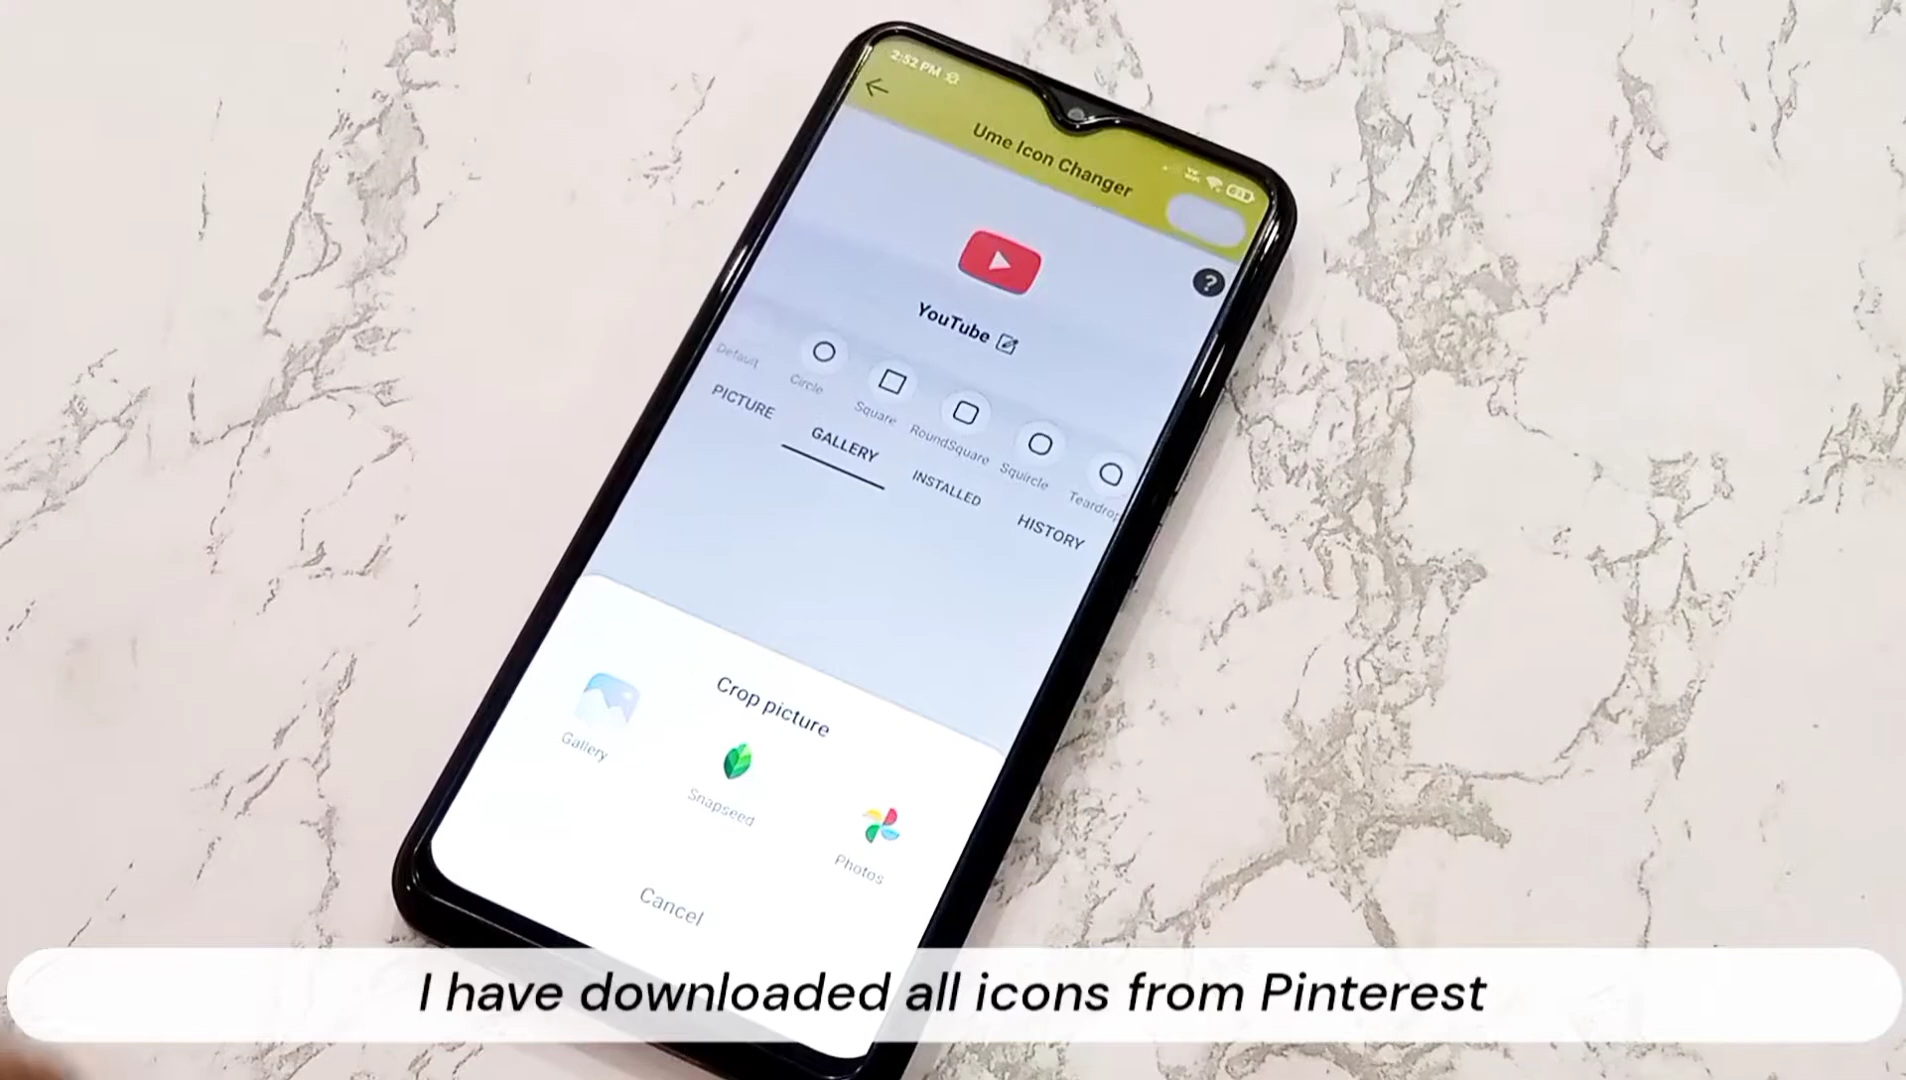 2:52 PM
Ume Icon Changer
?
YouTube
Default
Circle
Square
RoundSquare
Squircle
Teardrop
PICTURE
GALLERY
INSTALLED
HISTORY
Crop picture
Gallery
Snapseed
Photos
Cancel
I have downloaded all icons from Pinterest